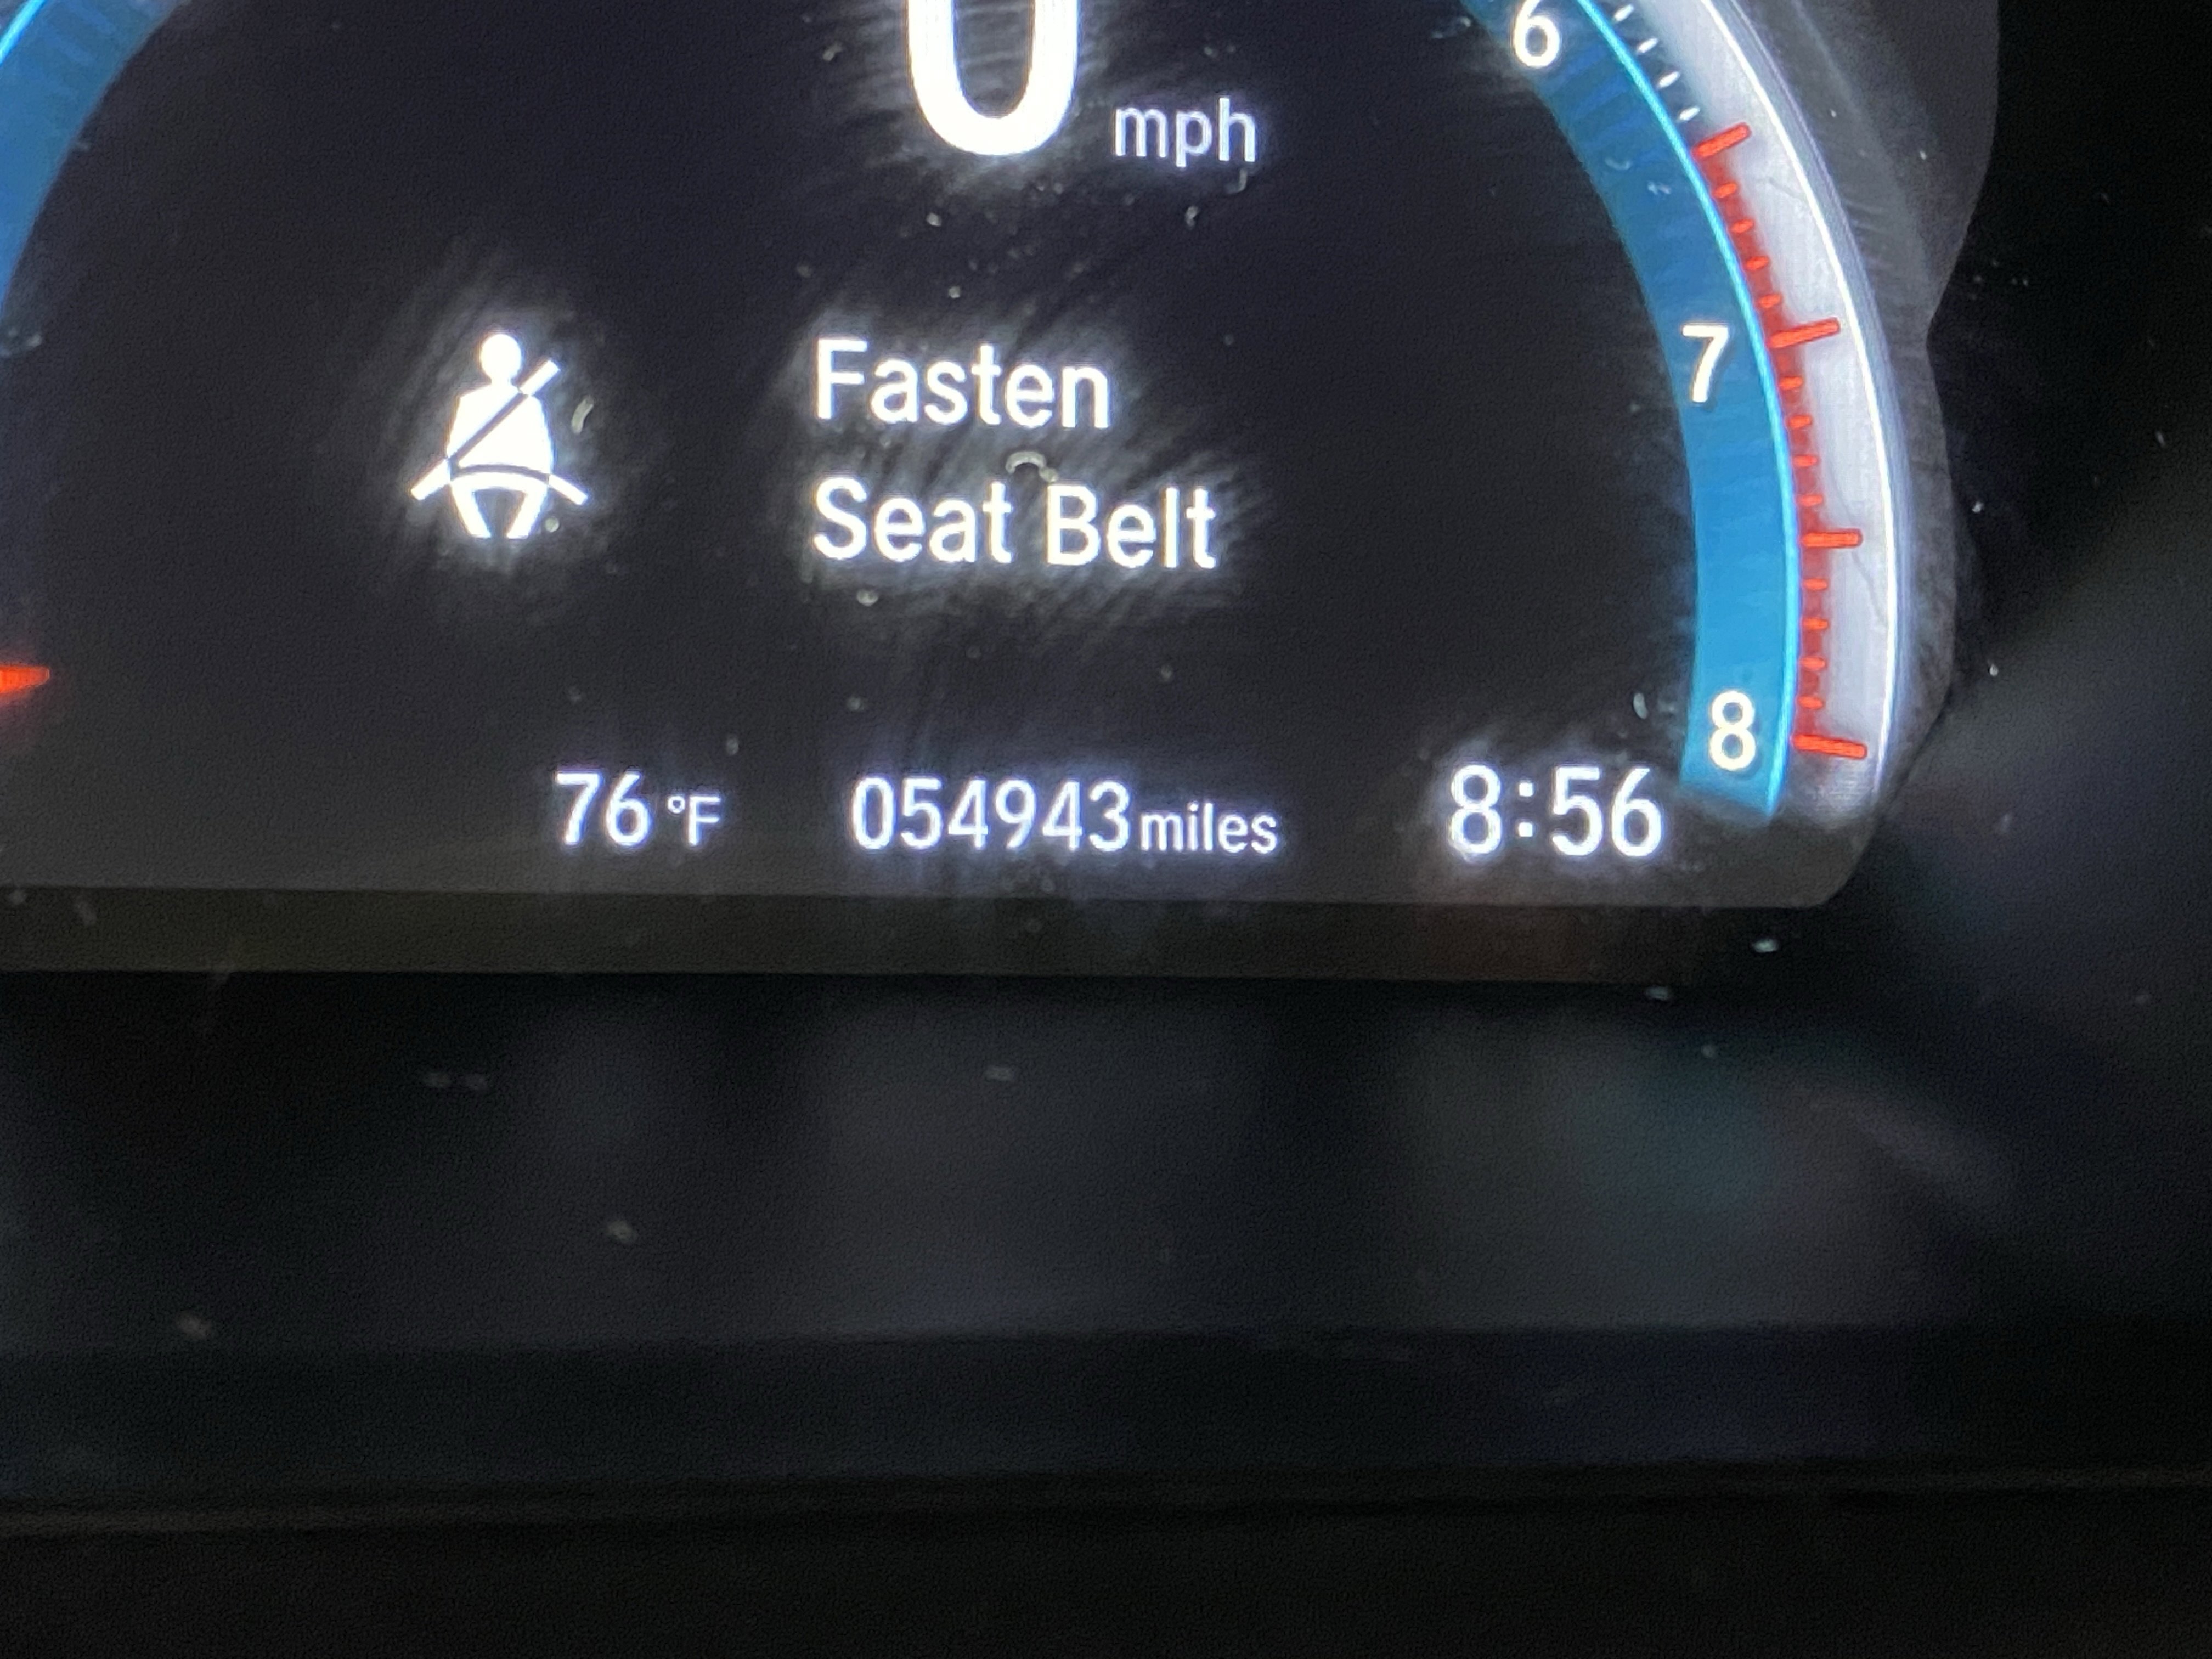 0 mph
6
Fasten
Seat Belt
7
8
76 °F 054943 miles 8:56